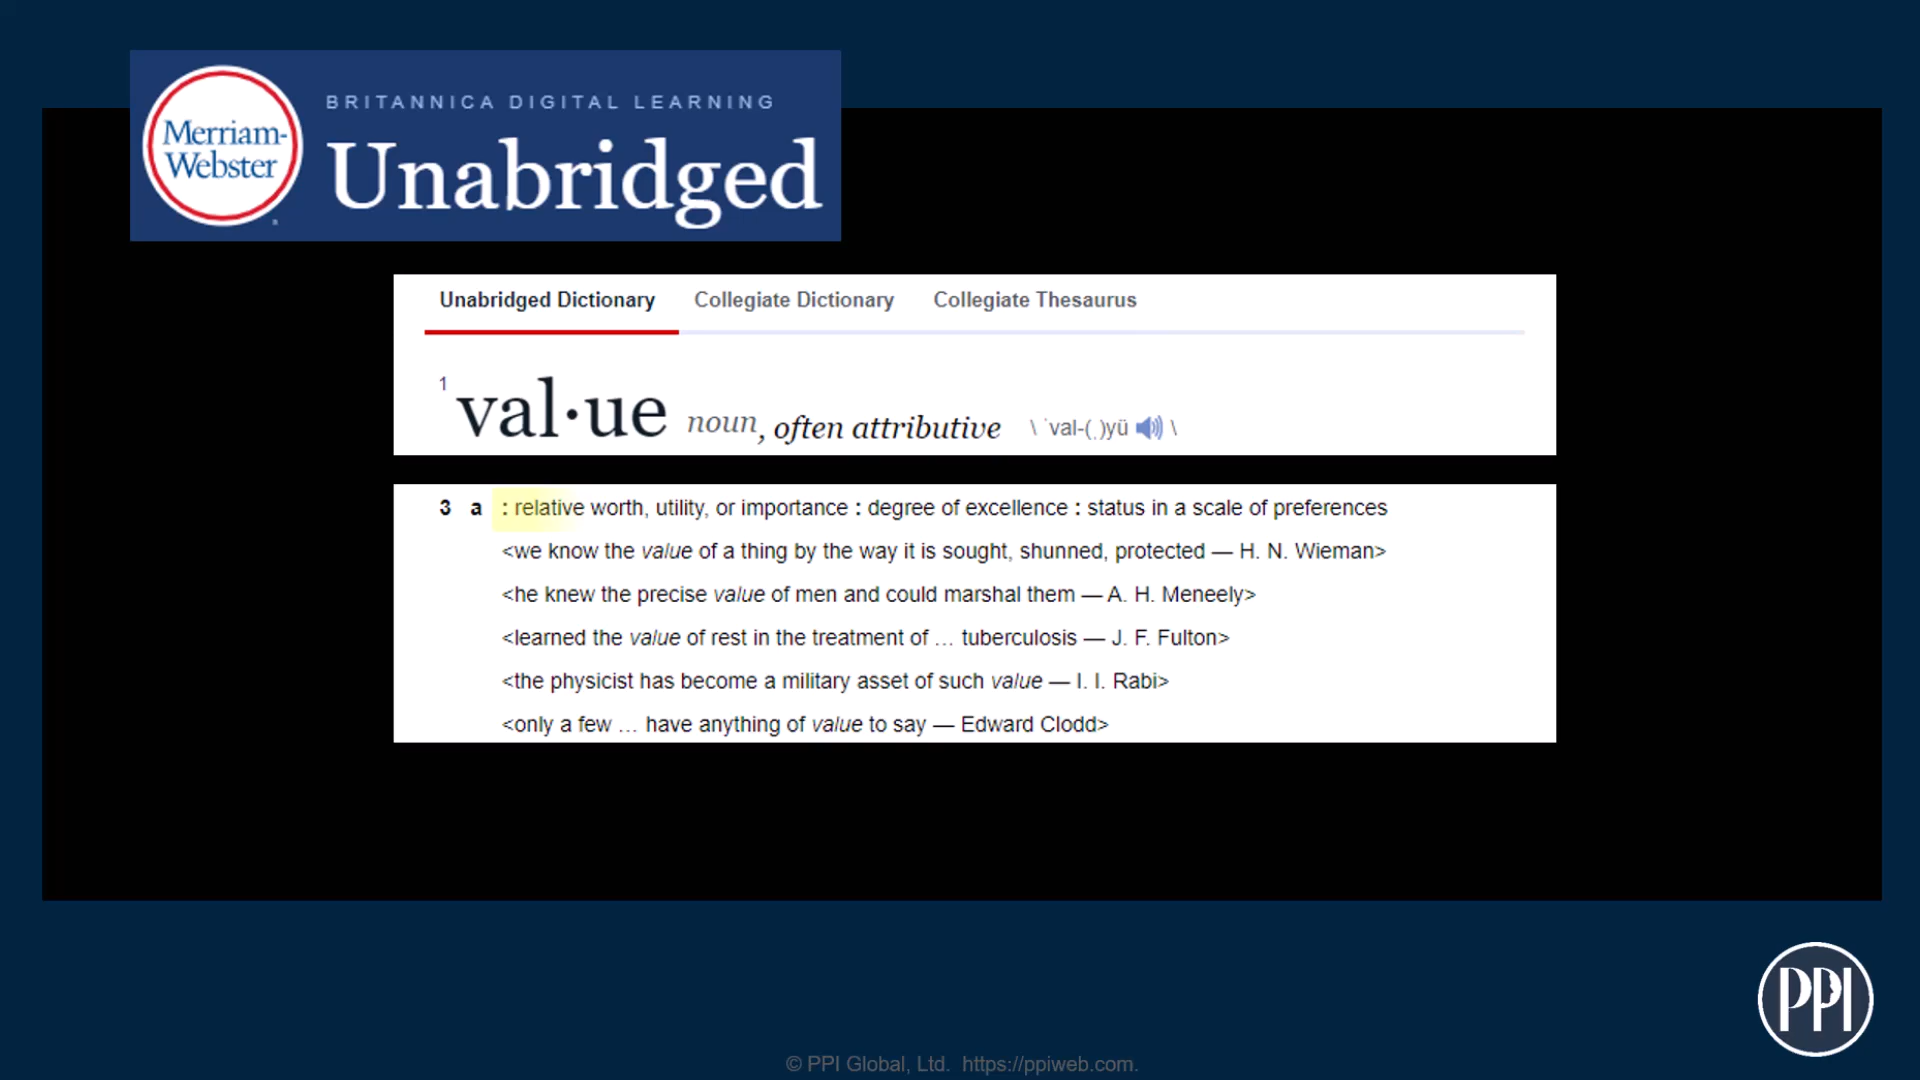 BRITANNICA DIGITAL LEARNING
Merriam-
Webster
Unabridged
Unabridged Dictionary Collegiate Dictionary Collegiate Thesaurus
1 val·ue noun, often attributive \ ˈval-(ˌ)yü \
3 a : relative worth, utility, or importance : degree of excellence : status in a scale of preferences
<we know the value of a thing by the way it is sought, shunned, protected — H. N. Wieman>
<he knew the precise value of men and could marshal them — A. H. Meneely>
<learned the value of rest in the treatment of … tuberculosis — J. F. Fulton>
<the physicist has become a military asset of such value — I. I. Rabi>
<only a few … have anything of value to say — Edward Clodd>
PPI
© PPI Global, Ltd. https://ppiweb.com.